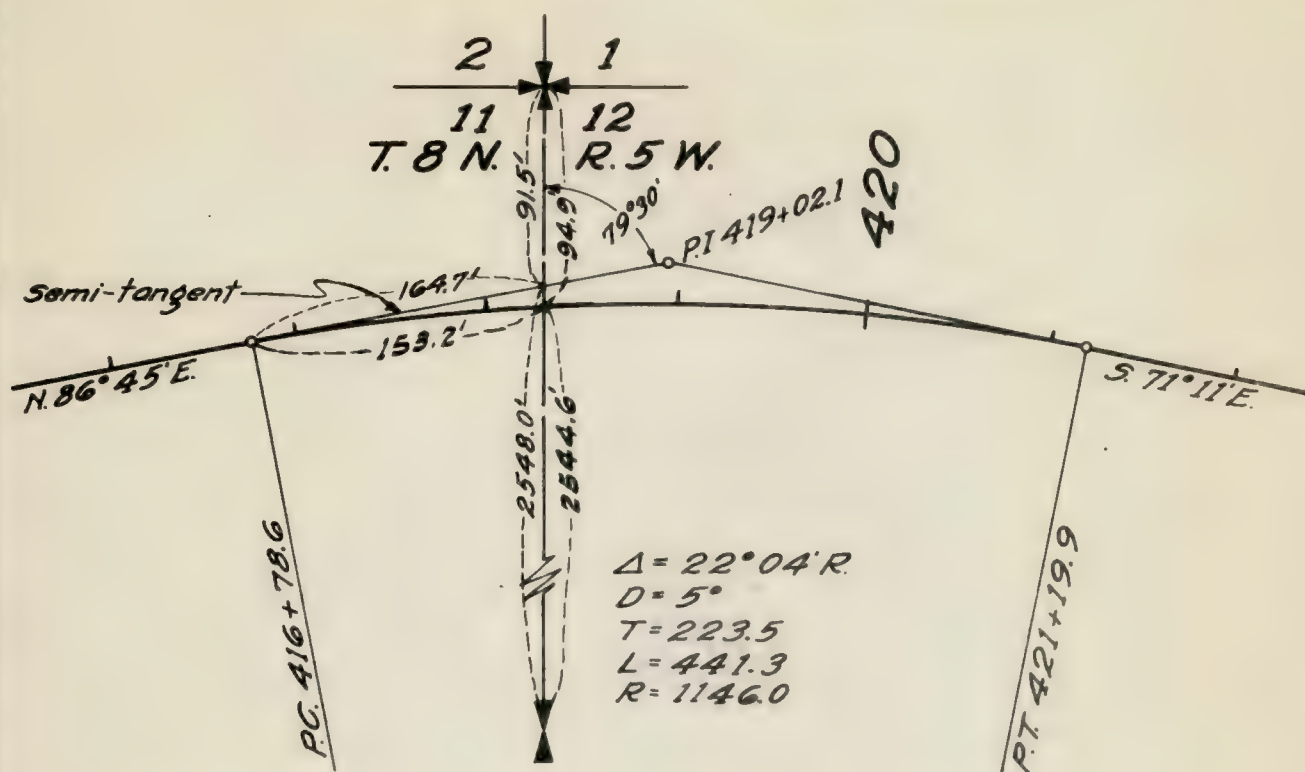 2 1
11 12
T. 8 N. R. 5 W.
420
91.5'
94.9'
79°30'
P.I 419+02.1
Semi-tangent
164.7'
153.2'
N. 86°45'E.
S. 71°11'E.
2548.0'
2544.6'
P.C. 416+78.6
Δ = 22°04' R.
D = 5°
T = 223.5
L = 441.3
R = 1146.0
P.T. 421+19.9